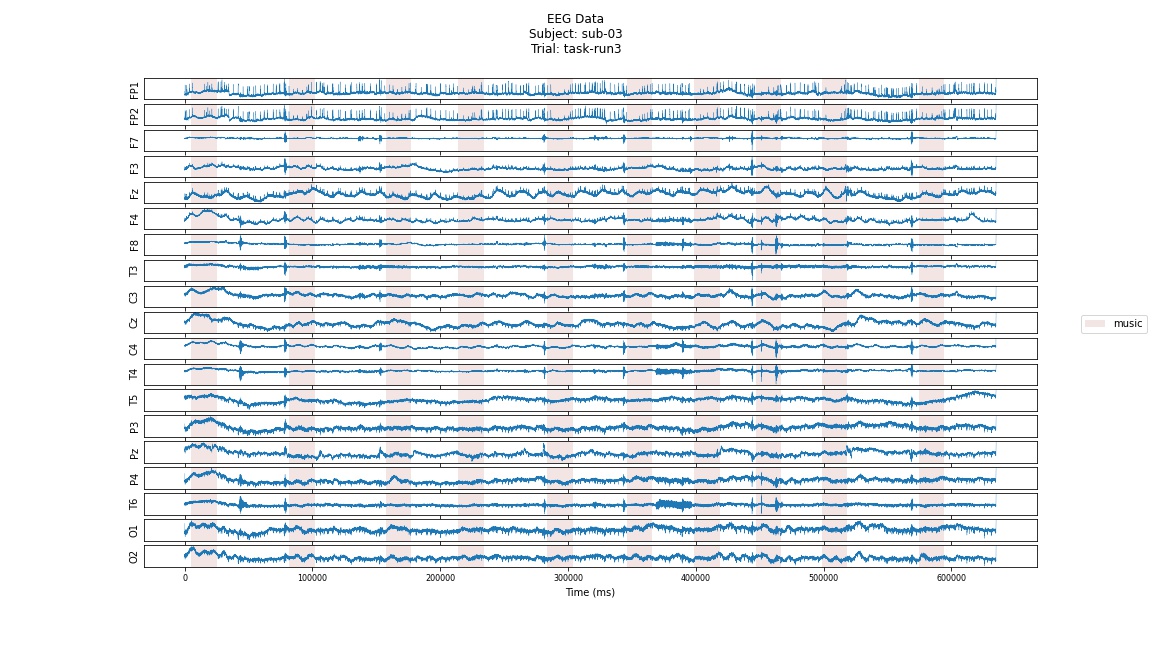 EEG Data
Subject: sub-03
Trial: task-run3
FP1
FP2
F7
F3
Fz
F4
F8
T3
C3
Cz
C4
T4
T5
P3
Pz
P4
T6
O1
O2
music
0 100000 200000 300000 400000 500000 600000
Time (ms)